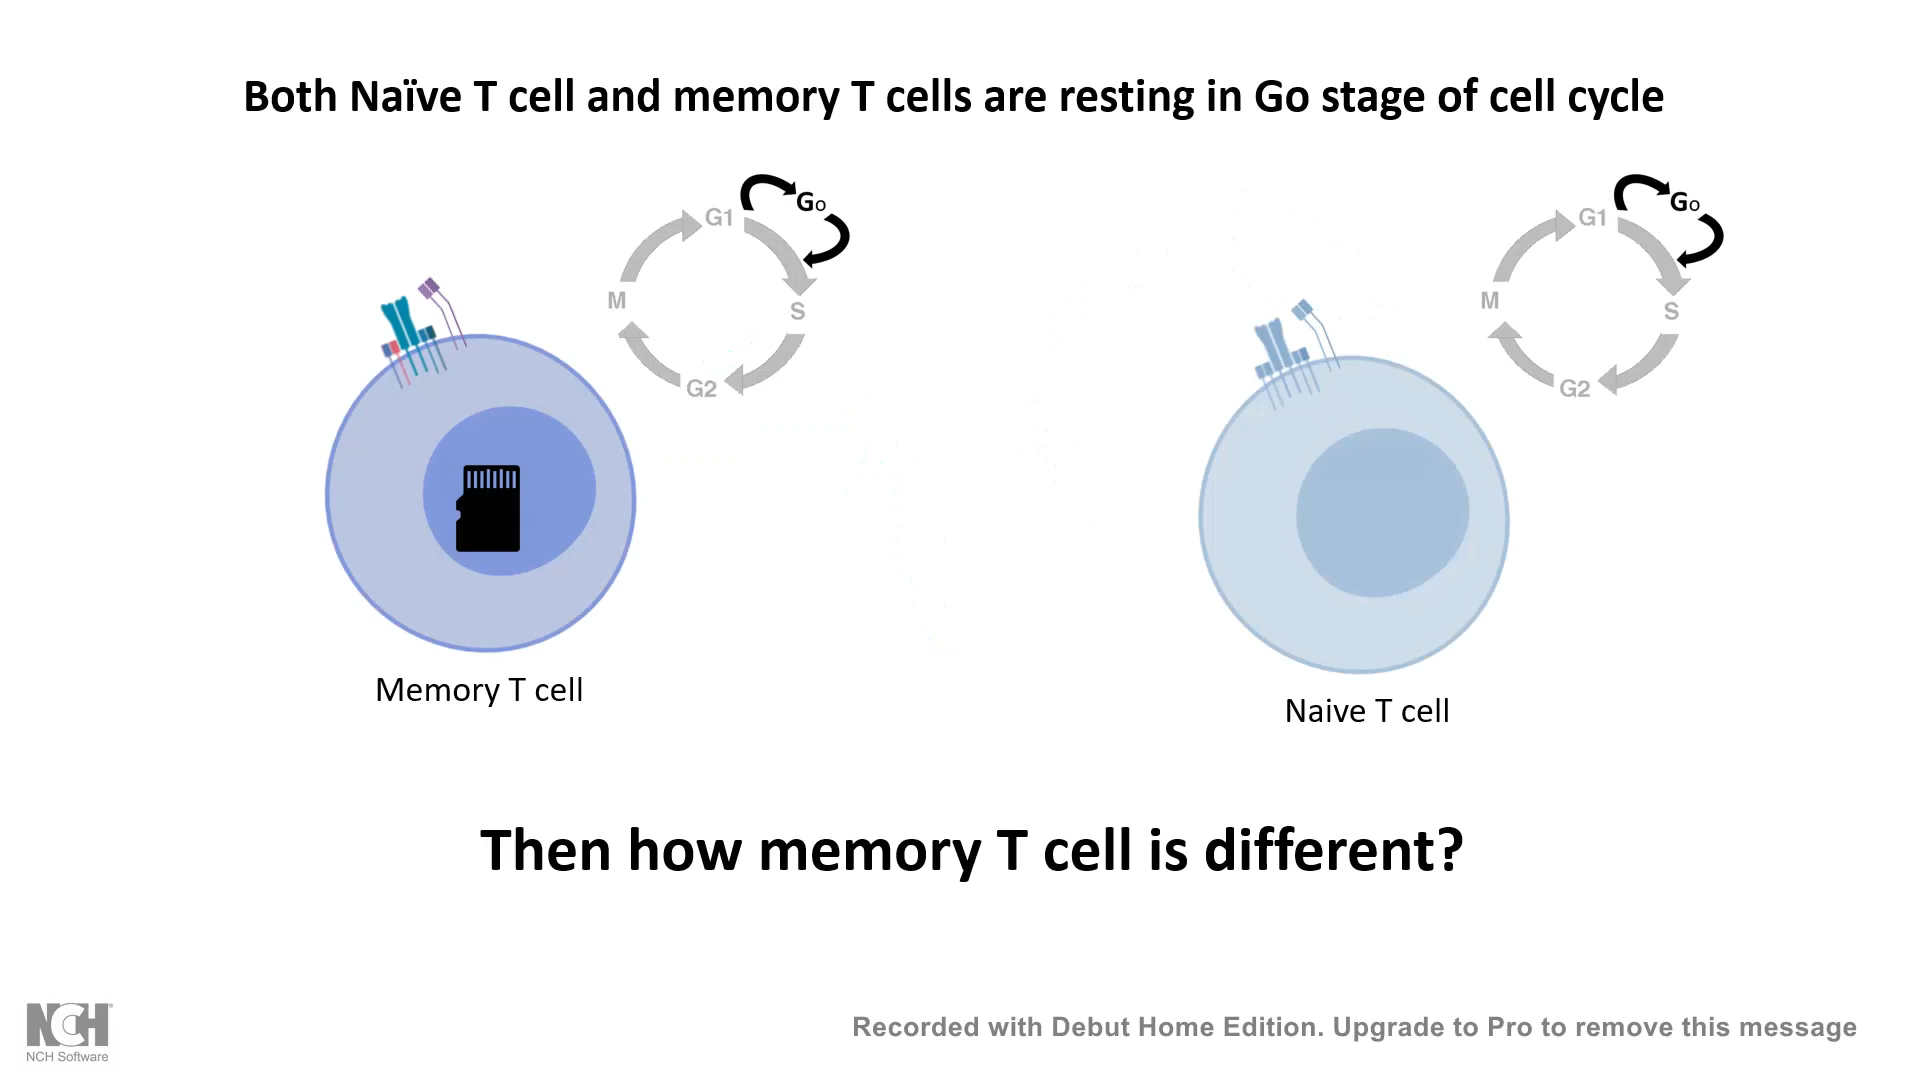 Both Naïve T cell and memory T cells are resting in Go stage of cell cycle
G1
Go
S
G2
M
G1
Go
S
G2
M
Memory T cell
Naive T cell
Then how memory T cell is different?
NCH
NCH Software
Recorded with Debut Home Edition. Upgrade to Pro to remove this message